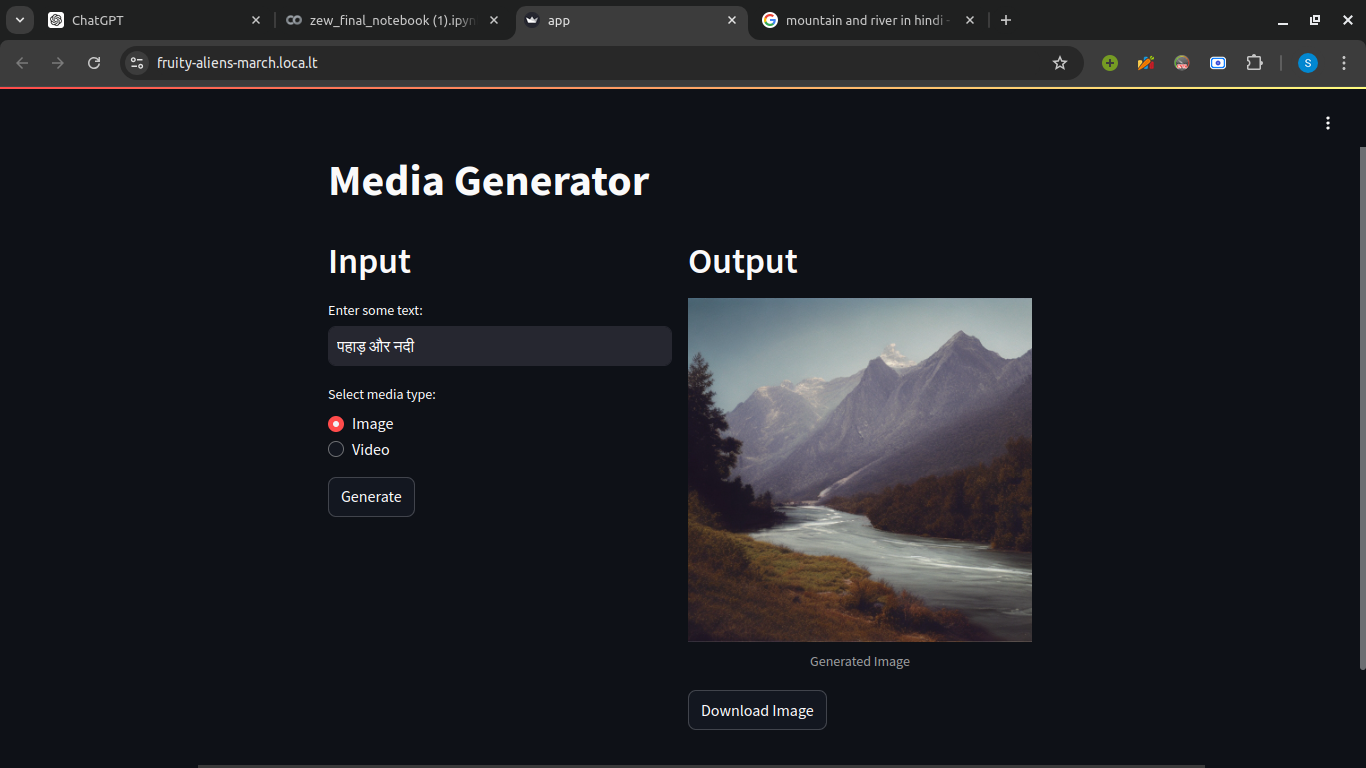 ChatGPT
zew_final_notebook (1).ipyn
app
mountain and river in hindi -
fruity-aliens-march.loca.lt
S
Media Generator
Input
Output
Enter some text:
पहाड़ और नदी
Select media type:
Image
Video
Generate
Generated Image
Download Image